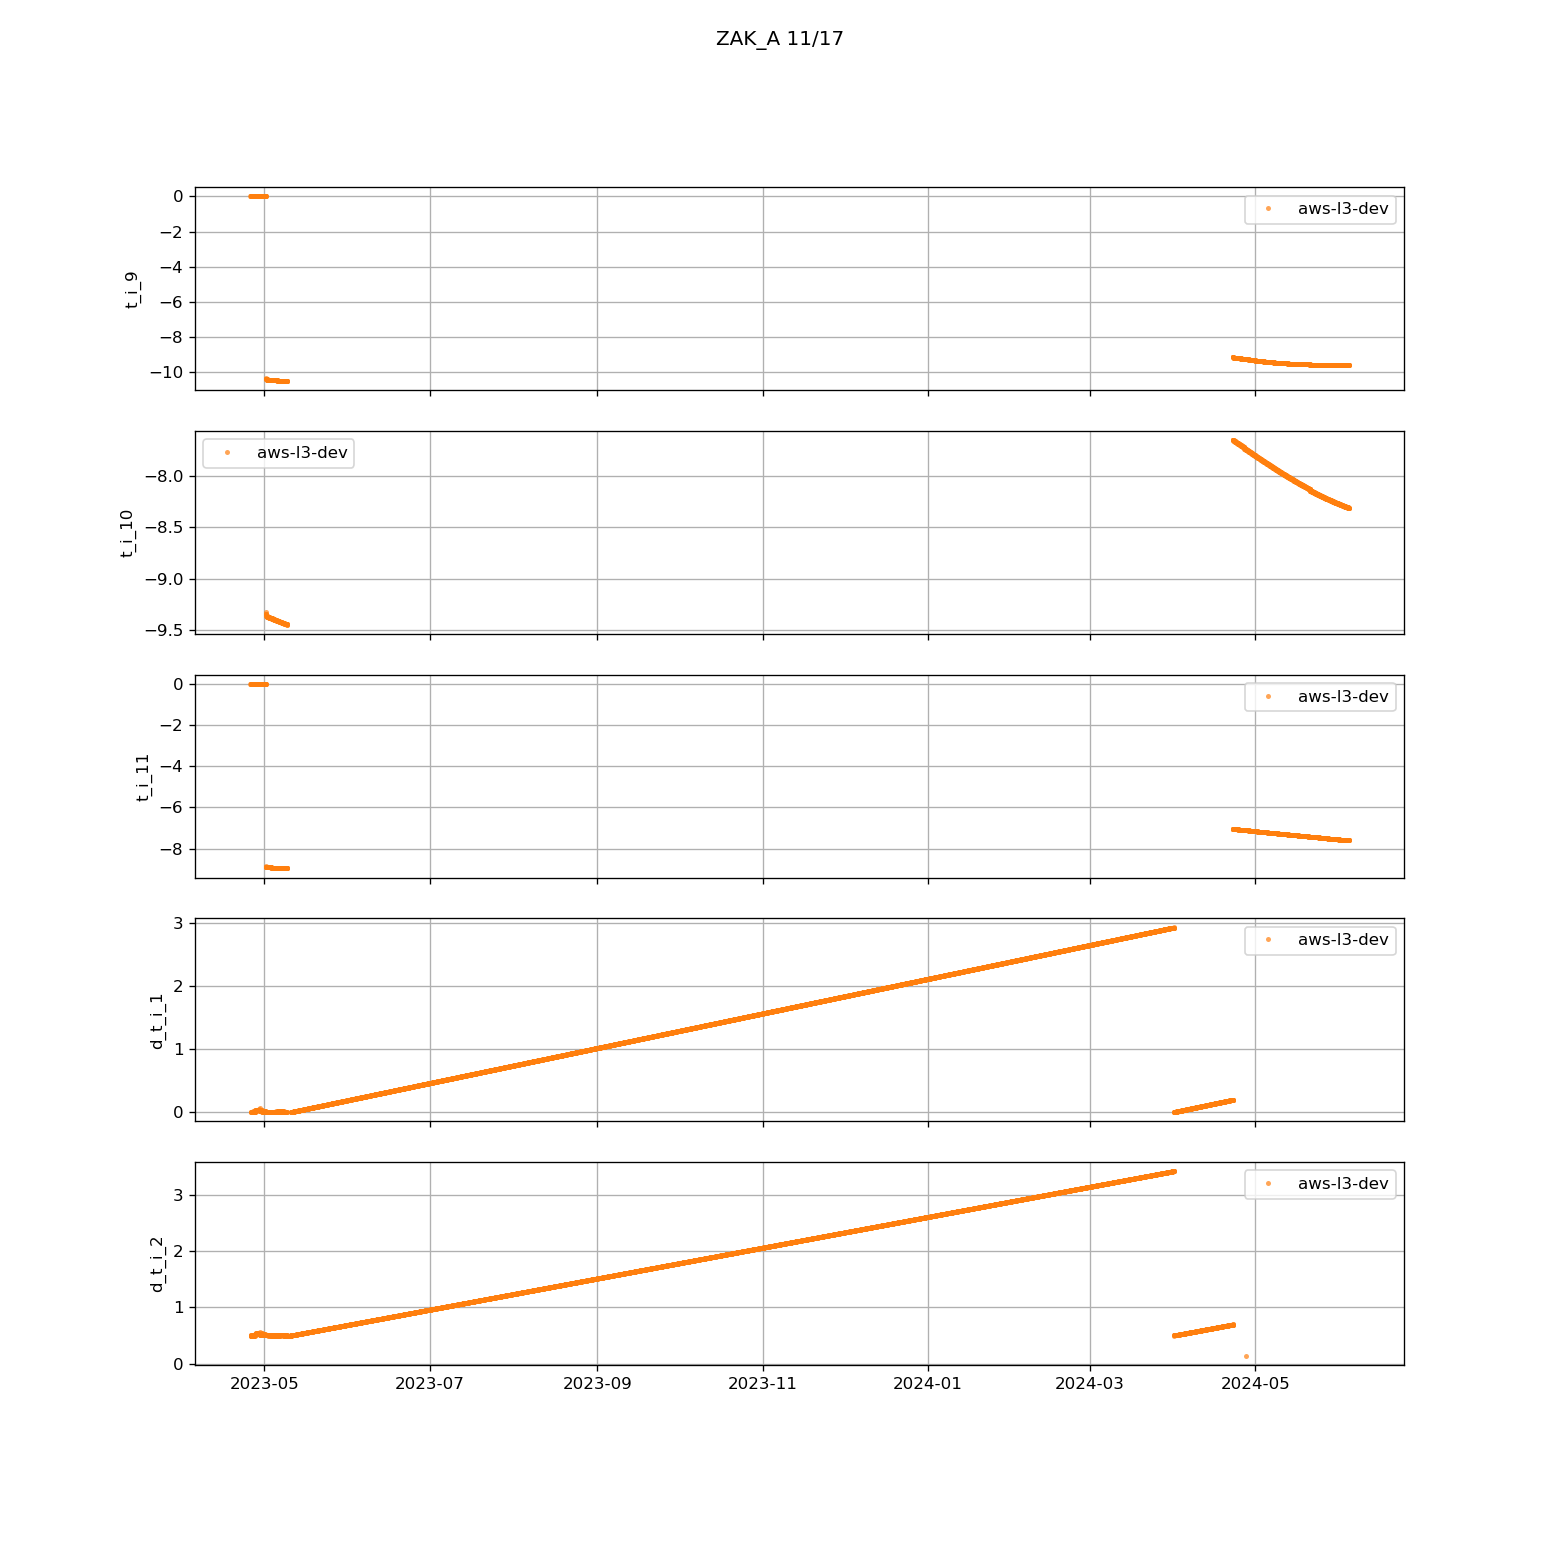 ZAK_A 11/17
t_i_9
0
−2
−4
−6
−8
−10
aws-l3-dev
t_i_10
−8.0
−8.5
−9.0
−9.5
aws-l3-dev
t_i_11
0
−2
−4
−6
−8
aws-l3-dev
d_t_i_1
3
2
1
0
aws-l3-dev
d_t_i_2
3
2
1
0
aws-l3-dev
2023-05 2023-07 2023-09 2023-11 2024-01 2024-03 2024-05